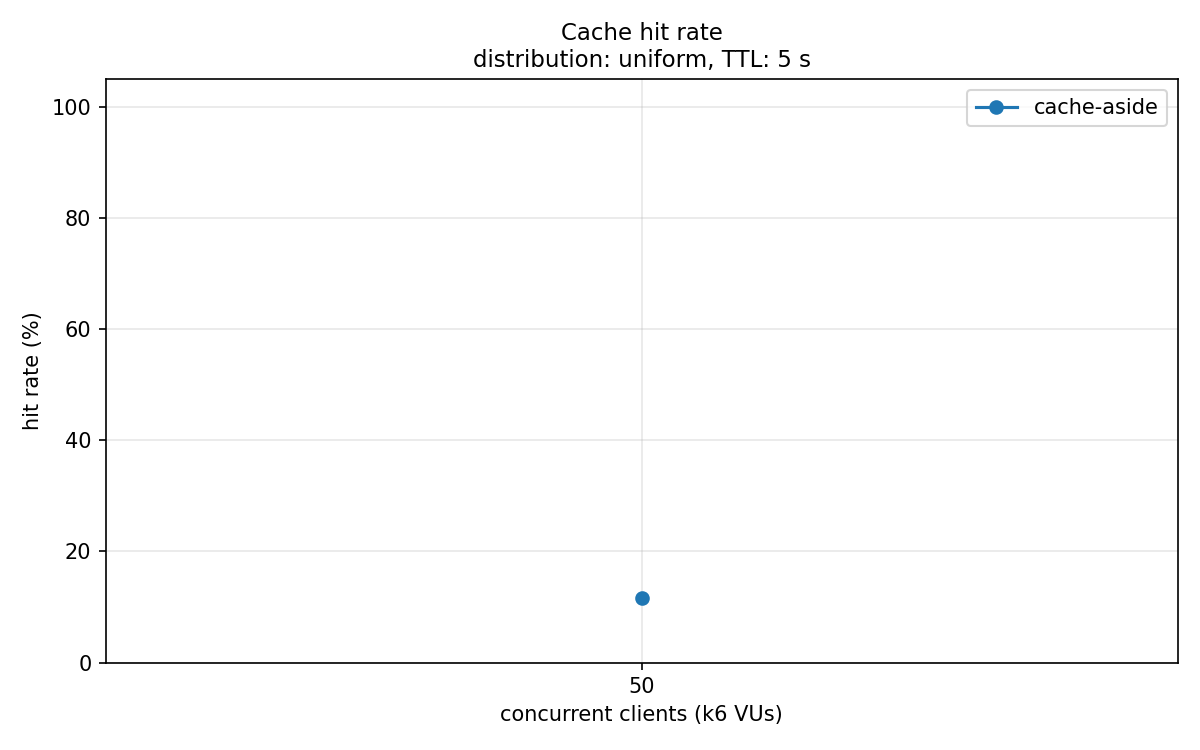 Cache hit rate
distribution: uniform, TTL: 5 s
cache-aside
100
80
60
40
20
0
hit rate (%)
50
concurrent clients (k6 VUs)